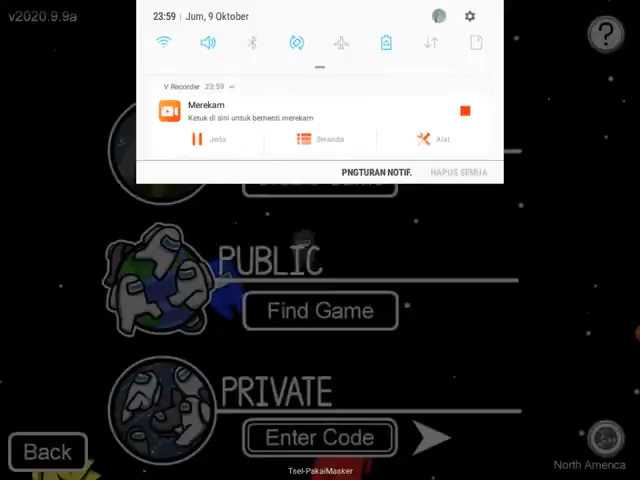 v2020.9.9a
23:59 | Jum, 9 Oktober
?
V Recorder 23:59
Merekam
Ketuk di sini untuk berhenti merekam
Jeda
Beranda
Alat
PNGTURAN NOTIF.
HAPUS SEMUA
PUBLIC
Find Game
PRIVATE
Enter Code
Back
North America
Tsel-PakaiMasker